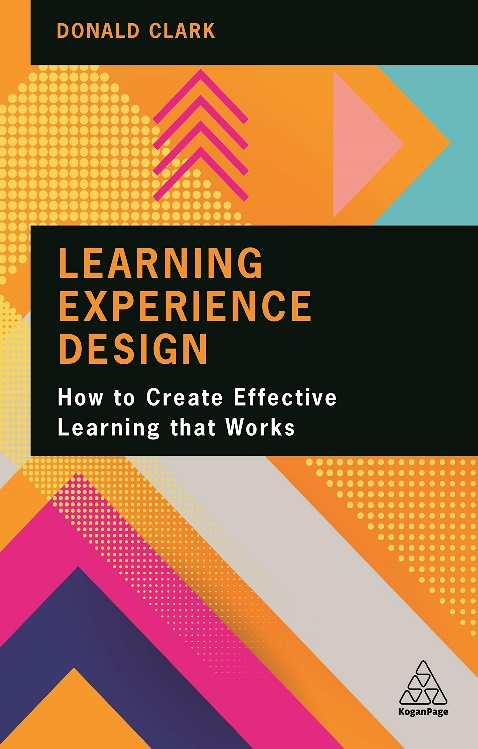 DONALD CLARK
LEARNING
EXPERIENCE
DESIGN
How to Create Effective
Learning that Works
KoganPage